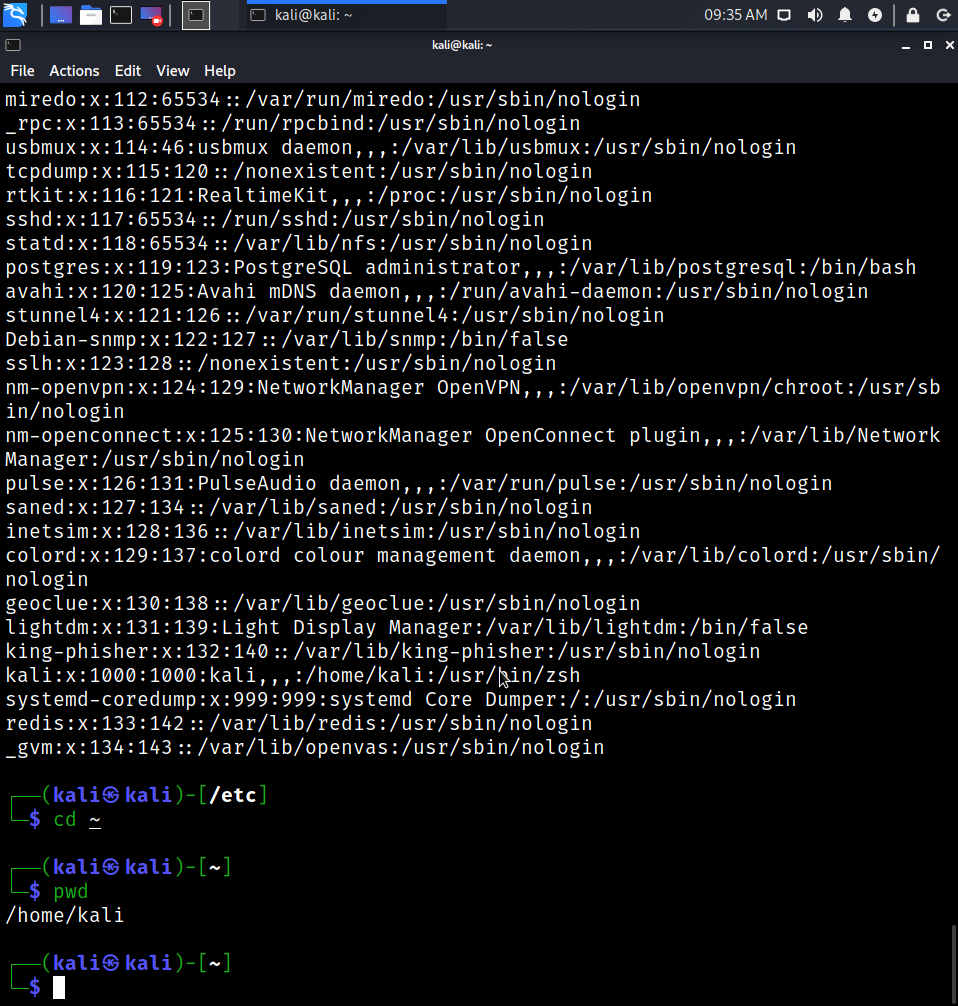 kali@kali: ~
09:35 AM
kali@kali: ~
File Actions Edit View Help
miredo:x:112:65534::/var/run/miredo:/usr/sbin/nologin
_rpc:x:113:65534::/run/rpcbind:/usr/sbin/nologin
usbmux:x:114:46:usbmux daemon,,,:/var/lib/usbmux:/usr/sbin/nologin
tcpdump:x:115:120::/nonexistent:/usr/sbin/nologin
rtkit:x:116:121:RealtimeKit,,,:/proc:/usr/sbin/nologin
sshd:x:117:65534::/run/sshd:/usr/sbin/nologin
statd:x:118:65534::/var/lib/nfs:/usr/sbin/nologin
postgres:x:119:123:PostgreSQL administrator,,,:/var/lib/postgresql:/bin/bash
avahi:x:120:125:Avahi mDNS daemon,,,:/run/avahi-daemon:/usr/sbin/nologin
stunnel4:x:121:126::/var/run/stunnel4:/usr/sbin/nologin
Debian-snmp:x:122:127::/var/lib/snmp:/bin/false
sslh:x:123:128::/nonexistent:/usr/sbin/nologin
nm-openvpn:x:124:129:NetworkManager OpenVPN,,,:/var/lib/openvpn/chroot:/usr/sb
in/nologin
nm-openconnect:x:125:130:NetworkManager OpenConnect plugin,,,:/var/lib/Network
Manager:/usr/sbin/nologin
pulse:x:126:131:PulseAudio daemon,,,:/var/run/pulse:/usr/sbin/nologin
saned:x:127:134::/var/lib/saned:/usr/sbin/nologin
inetsim:x:128:136::/var/lib/inetsim:/usr/sbin/nologin
colord:x:129:137:colord colour management daemon,,,:/var/lib/colord:/usr/sbin/
nologin
geoclue:x:130:138::/var/lib/geoclue:/usr/sbin/nologin
lightdm:x:131:139:Light Display Manager:/var/lib/lightdm:/bin/false
king-phisher:x:132:140::/var/lib/king-phisher:/usr/sbin/nologin
kali:x:1000:1000:kali,,,:/home/kali:/usr/bin/zsh
systemd-coredump:x:999:999:systemd Core Dumper:/:/usr/sbin/nologin
redis:x:133:142::/var/lib/redis:/usr/sbin/nologin
_gvm:x:134:143::/var/lib/openvas:/usr/sbin/nologin
┌──(kali㉿kali)-[/etc]
└─$ cd ~
┌──(kali㉿kali)-[~]
└─$ pwd
/home/kali
┌──(kali㉿kali)-[~]
└─$